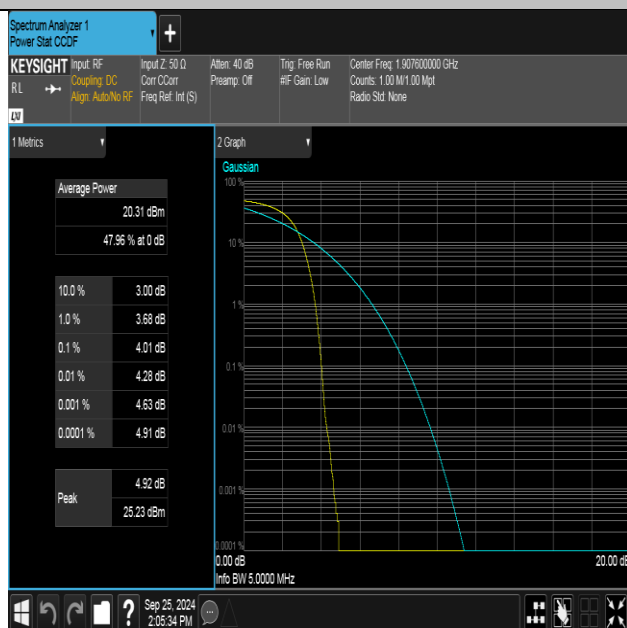 Spectrum Analyzer 1
Power Stat CCDF
+
KEYSIGHT
RL
LXI
Input: RF
Coupling: DC
Align: Auto/No RF
Input Z: 50 Ω
Corr CCorr
Freq Ref: Int (S)
Atten: 40 dB
Preamp: Off
Trig: Free Run
#IF Gain: Low
Center Freq: 1.907600000 GHz
Counts: 1.00 M/1.00 Mpt
Radio Std: None
1 Metrics
Average Power
20.31 dBm
47.96 % at 0 dB
10.0 % 3.00 dB
1.0 % 3.68 dB
0.1 % 4.01 dB
0.01 % 4.28 dB
0.001 % 4.63 dB
0.0001 % 4.91 dB
Peak
4.92 dB
25.23 dBm
2 Graph
Gaussian
100 %
10 %
1 %
0.1 %
0.01 %
0.001 %
0.0001 %
0.00 dB
20.00 dB
Info BW 5.0000 MHz
?
Sep 25, 2024
2:05:34 PM